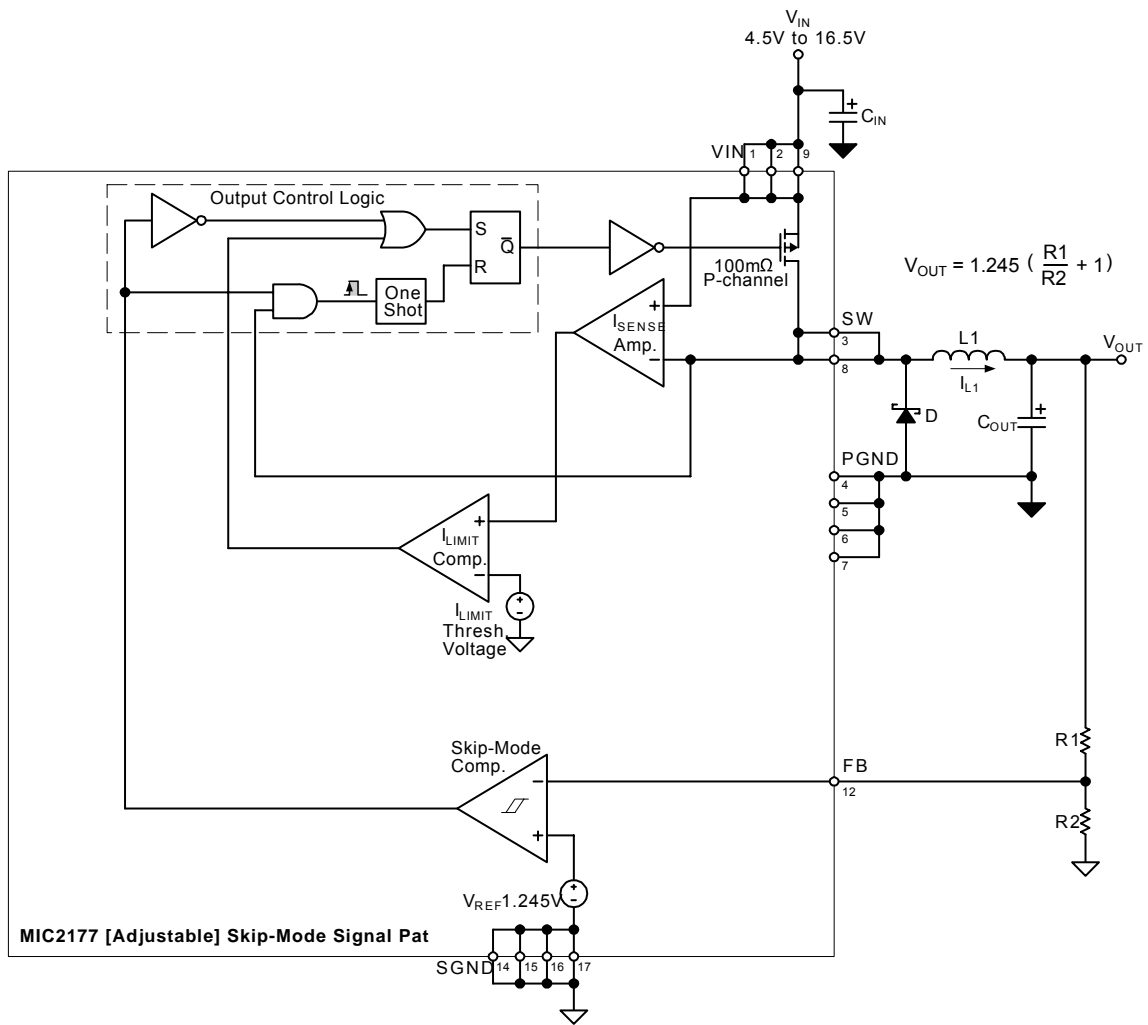 VIN
4.5V to 16.5V
CIN
VIN 1 2 9
Output Control Logic
S
R
Q̅
One
Shot
100mΩ
P-channel
VOUT = 1.245 ( R1/R2 + 1)
+
ISENSE
Amp.
−
SW
3
8
L1
IL1
VOUT
D
COUT
+
PGND
4
5
6
7
+
ILIMIT
Comp.
−
+
-
ILIMIT
Thresh.
Voltage
Skip-Mode
Comp.
−
+
FB
12
R1
R2
VREF1.245V
+
-
MIC2177 [Adjustable] Skip-Mode Signal Pat
SGND 14 15 16 17